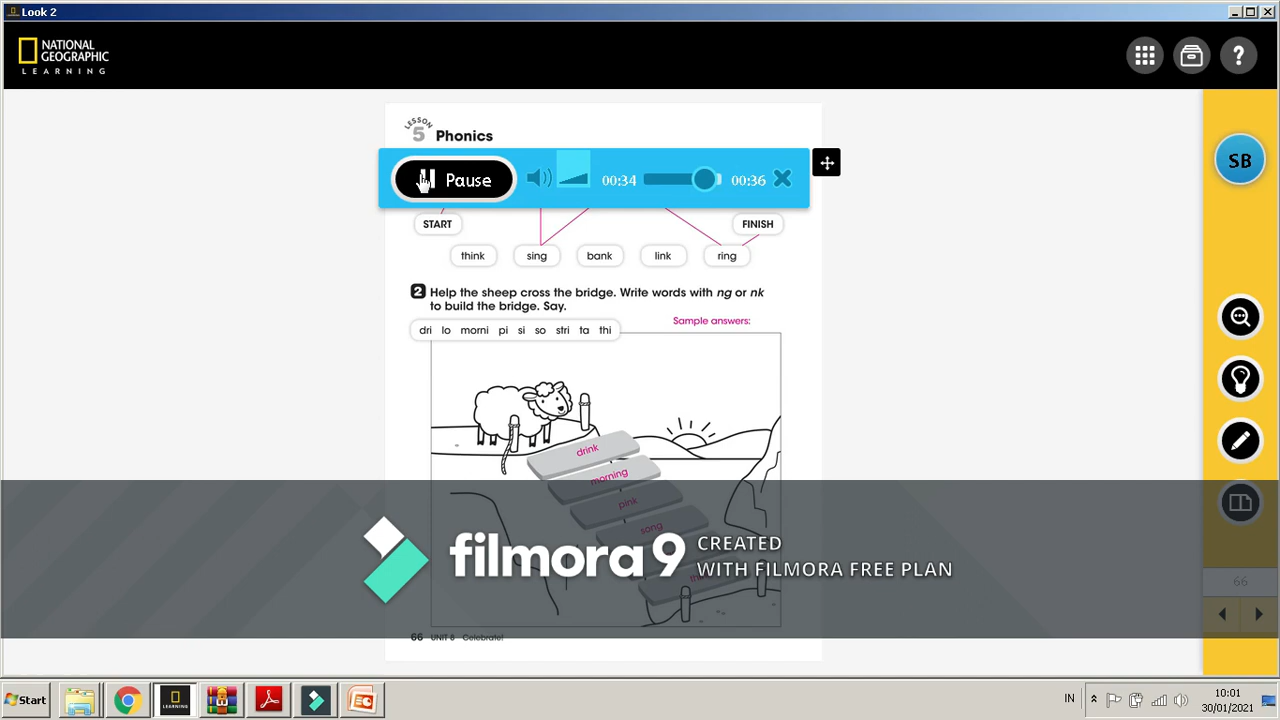 Look 2
NATIONAL
GEOGRAPHIC
LEARNING
?
LESSON
5 Phonics
Pause 00:34 00:36
SB
START FINISH
think sing bank link ring
2 Help the sheep cross the bridge. Write words with ng or nk
to build the bridge. Say.
Sample answers:
dri lo morni pi si so stri ta thi
drink
morning
pink
song
filmora9 CREATED
WITH FILMORA FREE PLAN
66
66 UNIT 8 Celebrate!
Start
LEARNING
IN
10:01
30/01/2021